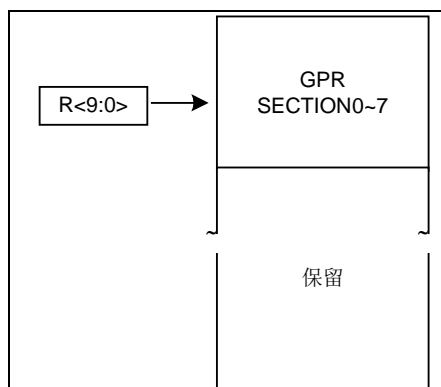 GPR
R<9:0>
SECTION0~7
~ ~
保留